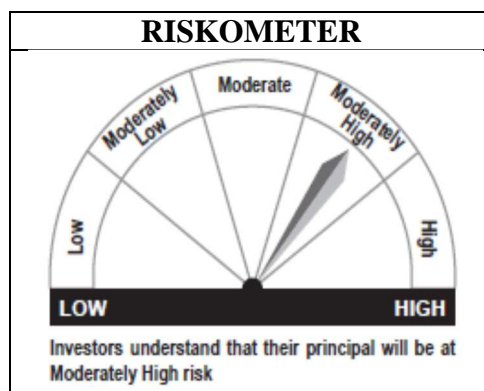 RISKOMETER
Moderate
Moderately
Low
Moderately
High
Low
High
LOW HIGH
Investors understand that their principal will be at
Moderately High risk